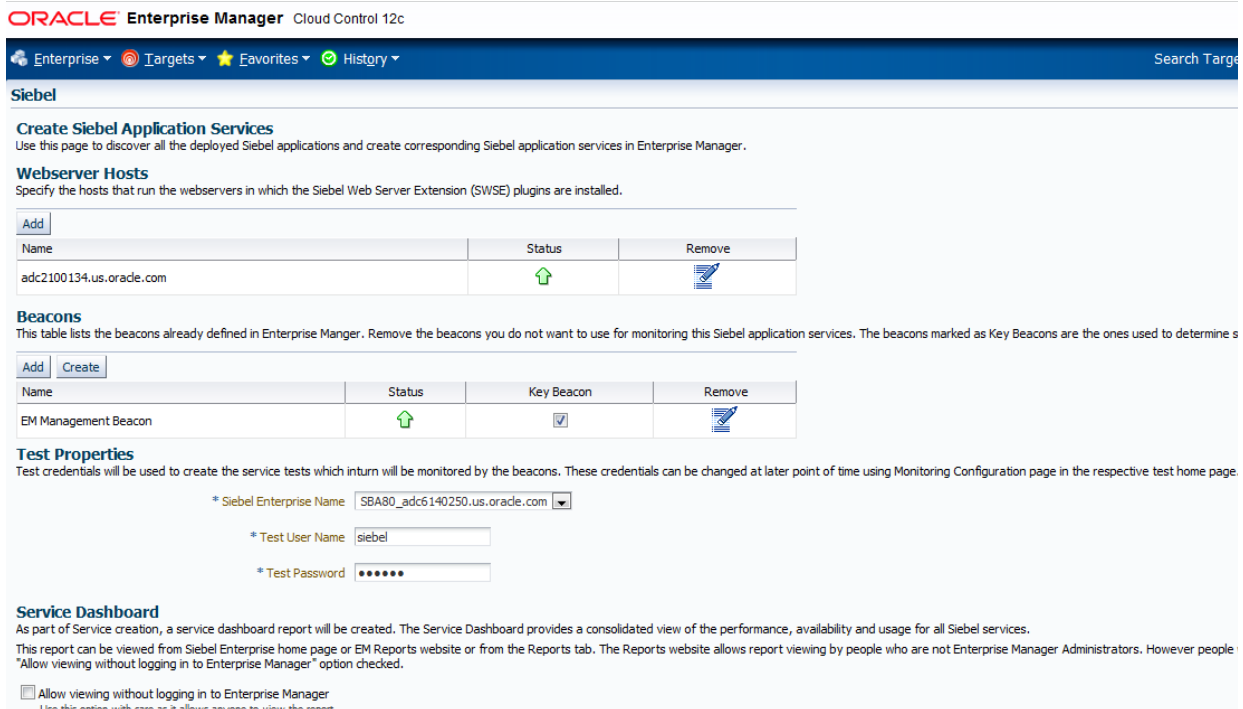 ORACLE Enterprise Manager Cloud Control 12c
Enterprise Targets Favorites History Search Targe
Siebel
Create Siebel Application Services
Use this page to discover all the deployed Siebel applications and create corresponding Siebel application services in Enterprise Manager.
Webserver Hosts
Specify the hosts that run the webservers in which the Siebel Web Server Extension (SWSE) plugins are installed.
Add
Name Status Remove
adc2100134.us.oracle.com
Beacons
This table lists the beacons already defined in Enterprise Manger. Remove the beacons you do not want to use for monitoring this Siebel application services. The beacons marked as Key Beacons are the ones used to determine s
Add Create
Name Status Key Beacon Remove
EM Management Beacon
Test Properties
Test credentials will be used to create the service tests which inturn will be monitored by the beacons. These credentials can be changed at later point of time using Monitoring Configuration page in the respective test home page.
* Siebel Enterprise Name SBA80_adc6140250.us.oracle.com
* Test User Name siebel
* Test Password ••••••
Service Dashboard
As part of Service creation, a service dashboard report will be created. The Service Dashboard provides a consolidated view of the performance, availability and usage for all Siebel services.
This report can be viewed from Siebel Enterprise home page or EM Reports website or from the Reports tab. The Reports website allows report viewing by people who are not Enterprise Manager Administrators. However people
"Allow viewing without logging in to Enterprise Manager" option checked.
Allow viewing without logging in to Enterprise Manager
Use this option with care as it allows anyone to view the report